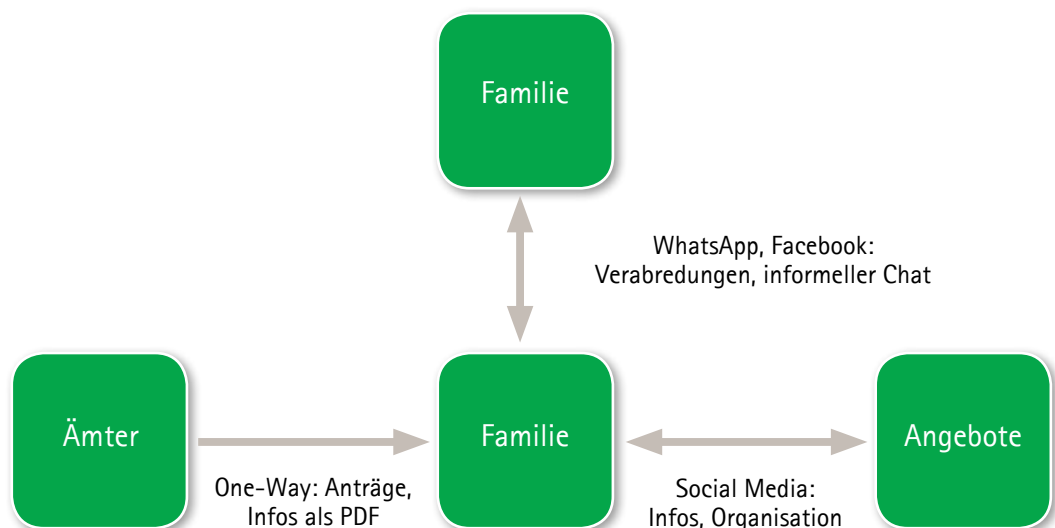 Familie
WhatsApp, Facebook:
Verabredungen, informeller Chat
Ämter
Familie
Angebote
One-Way: Anträge,
Infos als PDF
Social Media:
Infos, Organisation